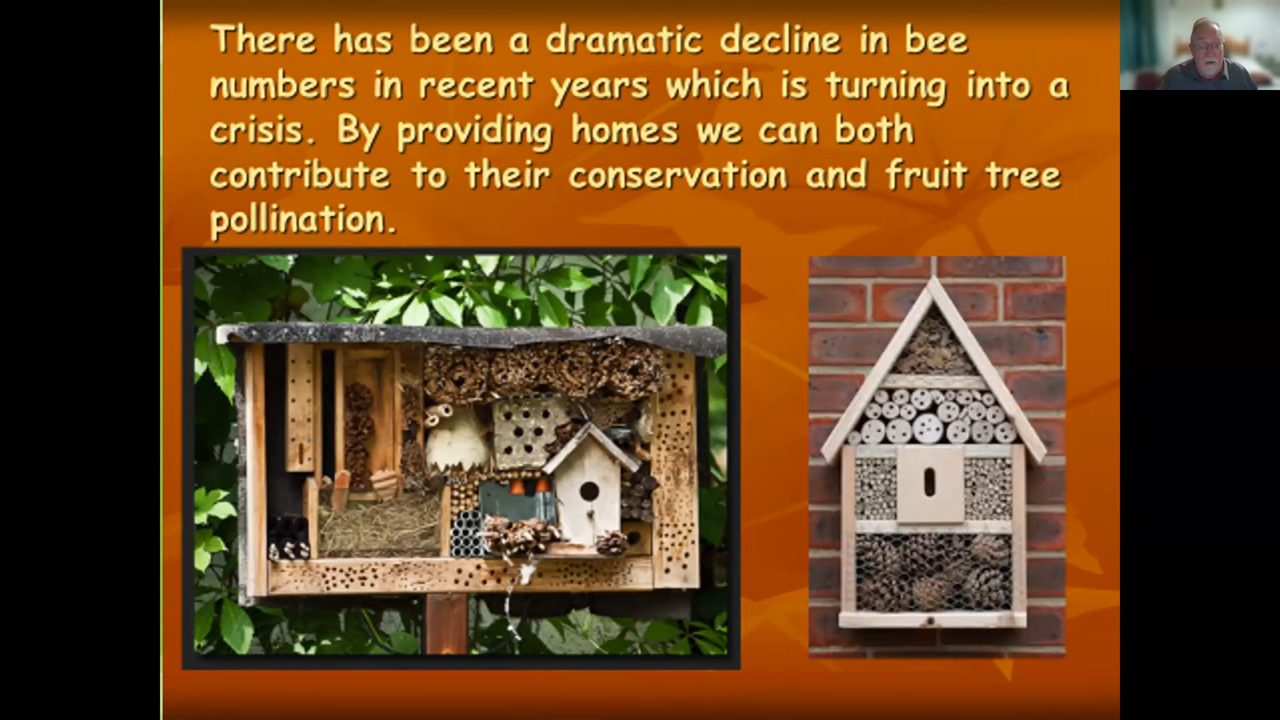 There has been a dramatic decline in bee
numbers in recent years which is turning into a
crisis. By providing homes we can both
contribute to their conservation and fruit tree
pollination.